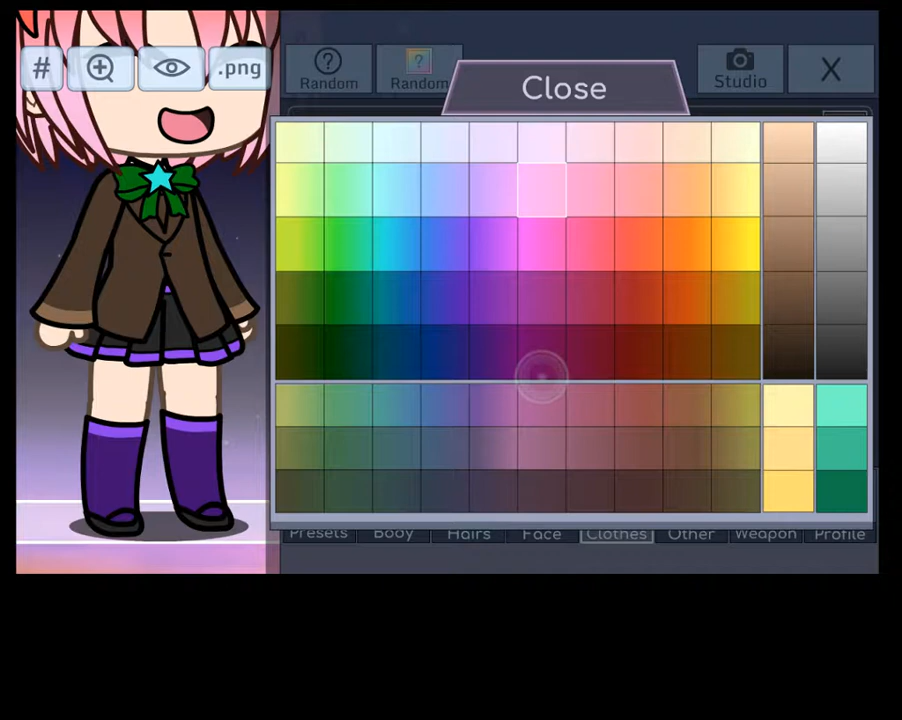 #
.png
?
Random
?
Random
Studio
X
Close
Presets
Body
Hairs
Face
Clothes
Other
Weapon
Profile